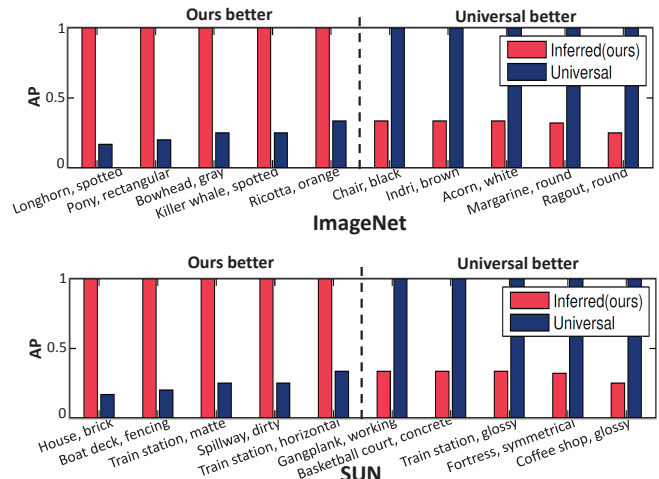 Ours better
Universal better
1
0.5
0
AP
Inferred(ours)
Universal
Longhorn, spotted
Pony, rectangular
Bowhead, gray
Killer whale, spotted
Ricotta, orange
Chair, black
Indri, brown
Acorn, white
Margarine, round
Ragout, round
ImageNet
Ours better
Universal better
1
0.5
0
AP
Inferred(ours)
Universal
House, brick
Boat deck, fencing
Train station, matte
Spillway, dirty
Train station, horizontal
Gangplank, working
Basketball court, concrete
Train station, glossy
Fortress, symmetrical
Coffee shop, glossy
SUN